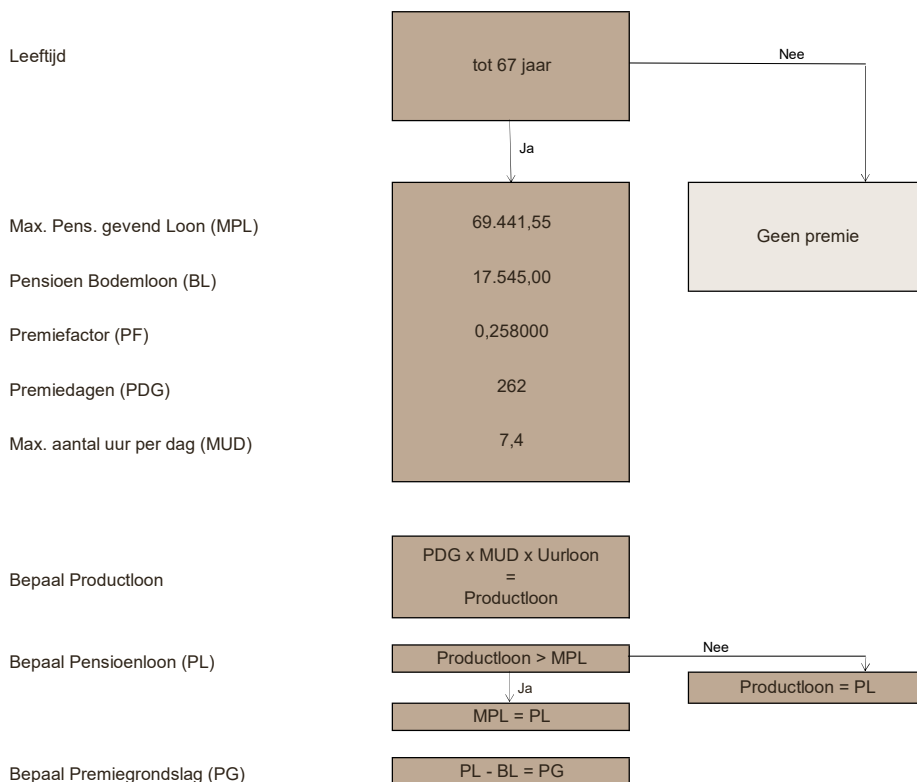 Leeftijd
tot 67 jaar
Nee
Ja
Max. Pens. gevend Loon (MPL)
69.441,55
Geen premie
Pensioen Bodemloon (BL)
17.545,00
Premiefactor (PF)
0,258000
Premiedagen (PDG)
262
Max. aantal uur per dag (MUD)
7,4
Bepaal Productloon
PDG x MUD x Uurloon
=
Productloon
Bepaal Pensioenloon (PL)
Productloon > MPL
Nee
Ja
Productloon = PL
MPL = PL
Bepaal Premiegrondslag (PG)
PL - BL = PG